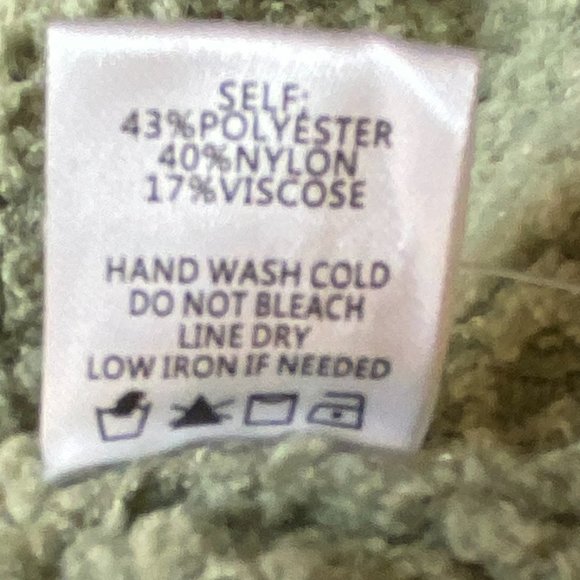 SELF:
43%POLYESTER
40%NYLON
17%VISCOSE
HAND WASH COLD
DO NOT BLEACH
LINE DRY
LOW IRON IF NEEDED